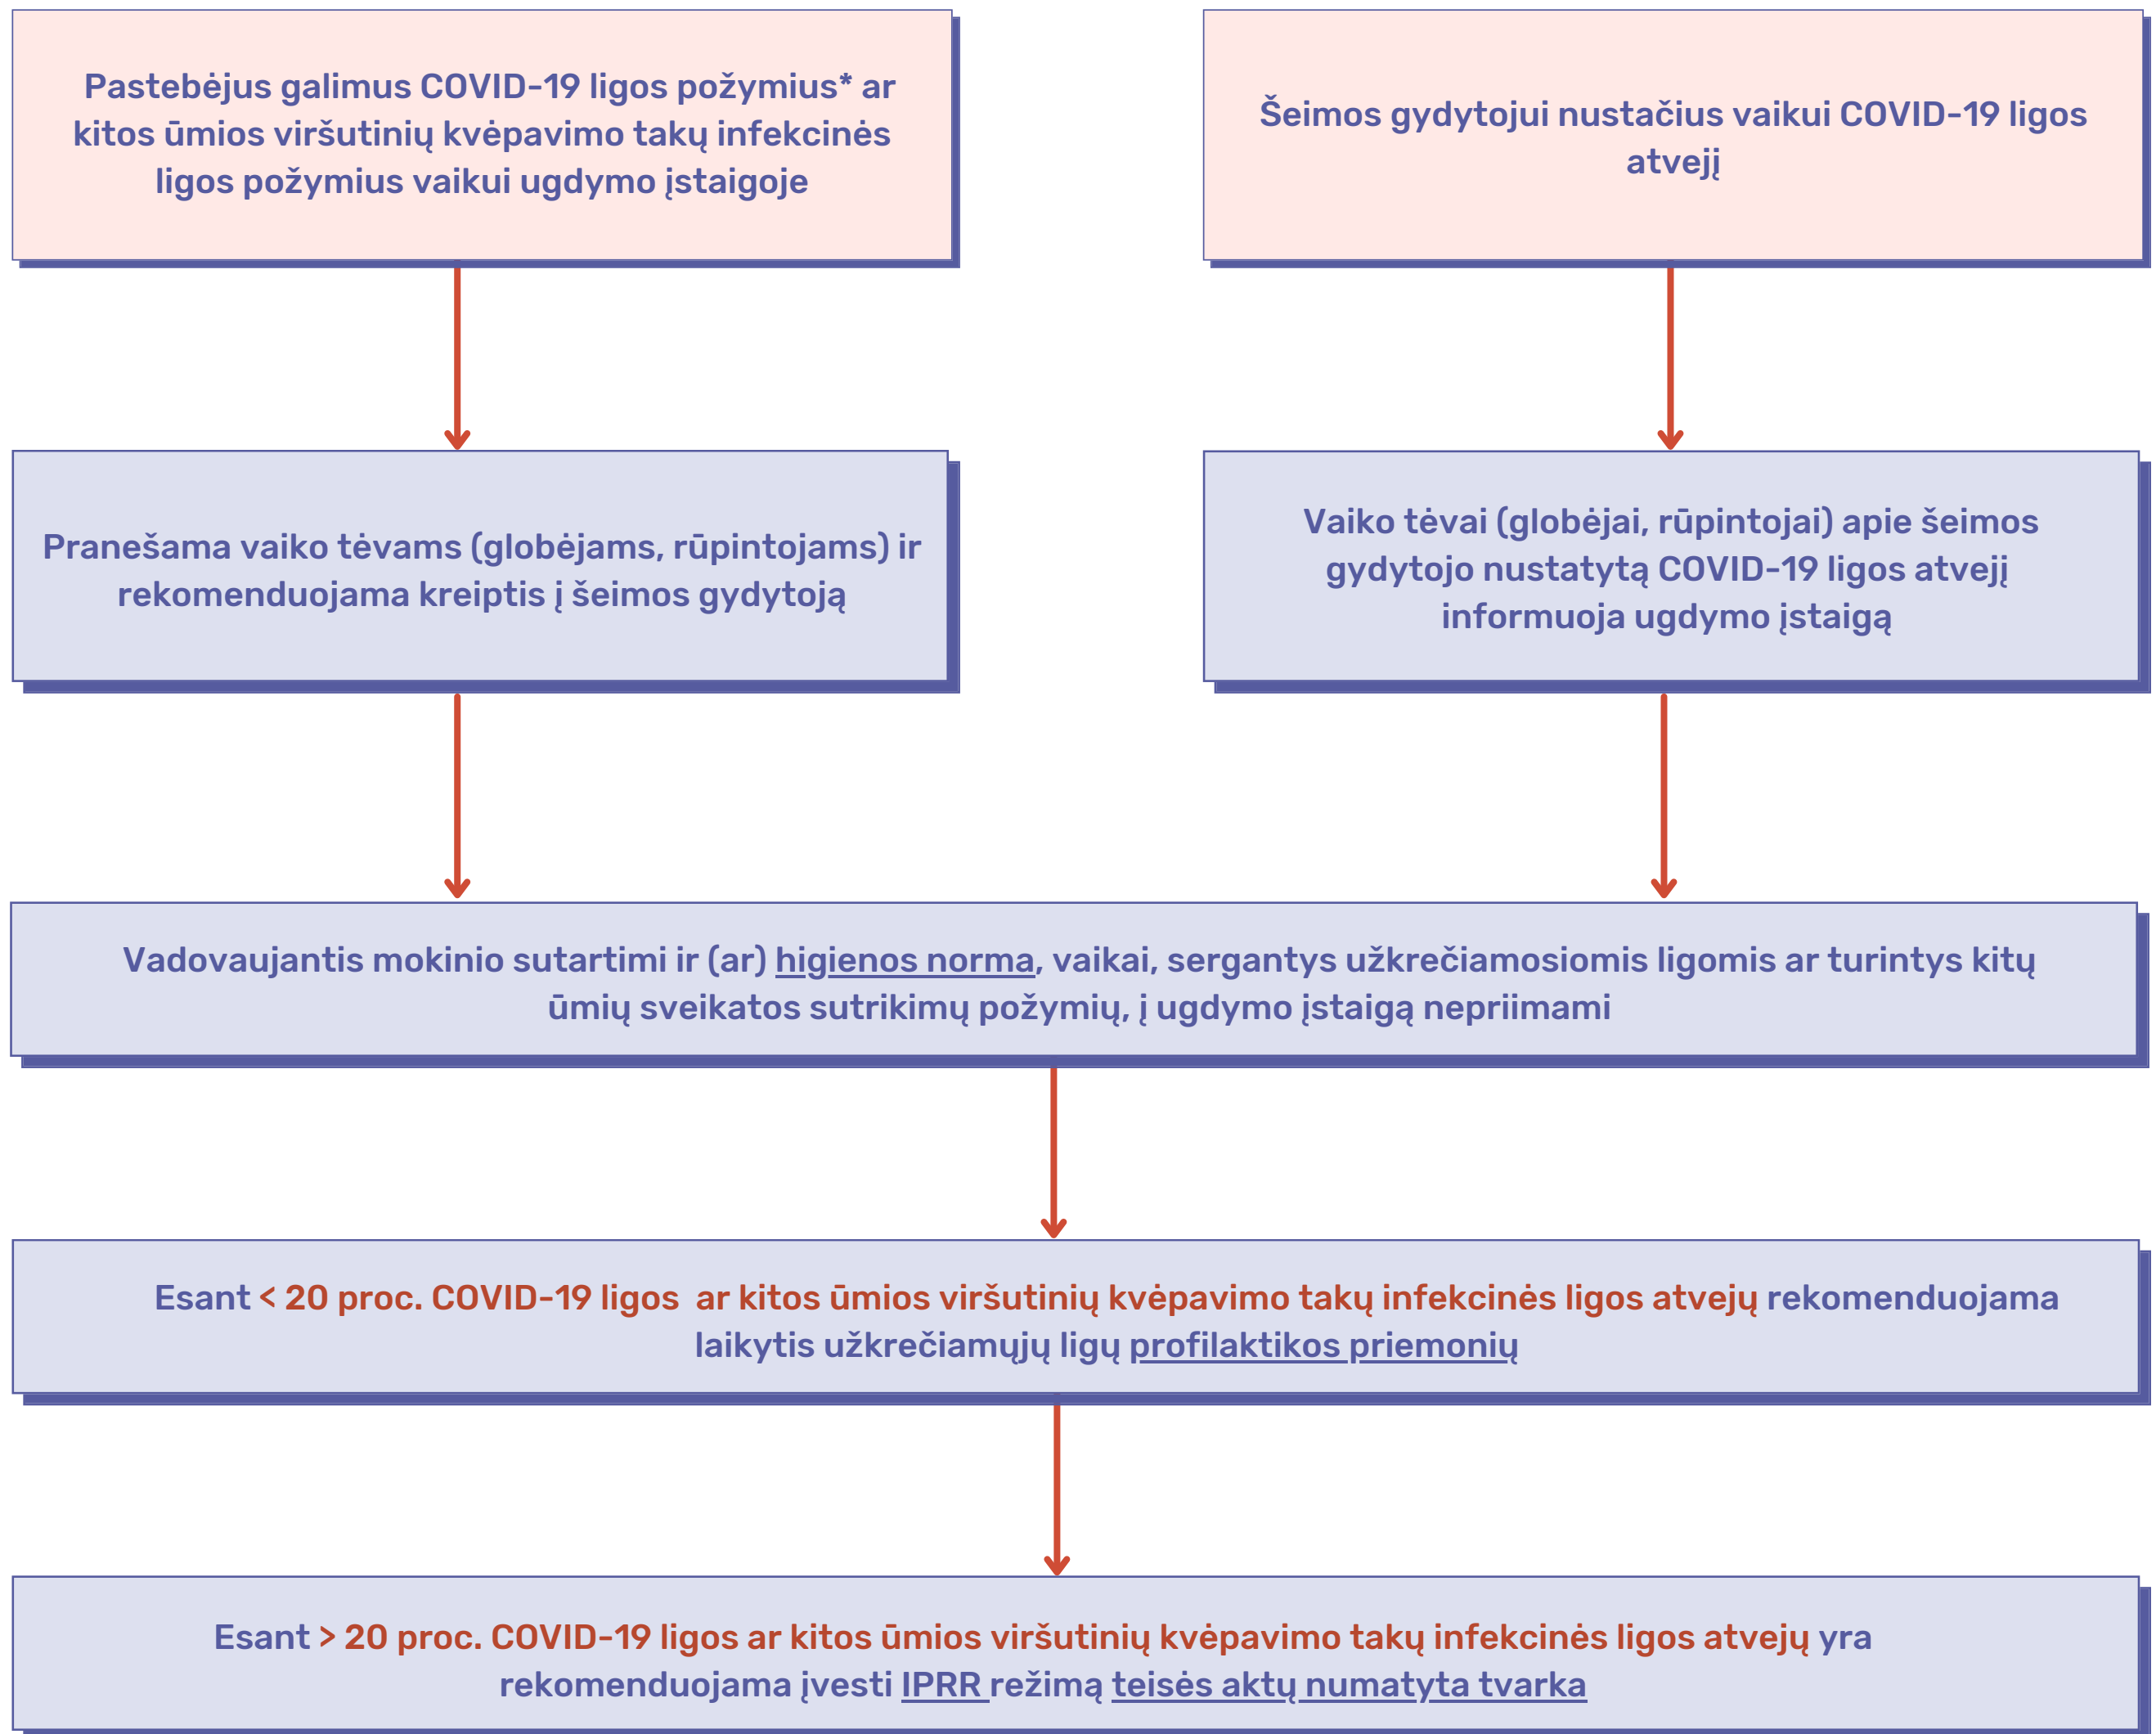 Pastebėjus galimus COVID-19 ligos požymius* ar
kitos ūmios viršutinių kvėpavimo takų infekcinės
ligos požymius vaikui ugdymo įstaigoje
Šeimos gydytojui nustačius vaikui COVID-19 ligos
atvejį
Pranešama vaiko tėvams (globėjams, rūpintojams) ir
rekomenduojama kreiptis į šeimos gydytoją
Vaiko tėvai (globėjai, rūpintojai) apie šeimos
gydytojo nustatytą COVID-19 ligos atvejį
informuoja ugdymo įstaigą
Vadovaujantis mokinio sutartimi ir (ar) higienos norma, vaikai, sergantys užkrečiamosiomis ligomis ar turintys kitų
ūmių sveikatos sutrikimų požymių, į ugdymo įstaigą nepriimami
Esant < 20 proc. COVID-19 ligos ar kitos ūmios viršutinių kvėpavimo takų infekcinės ligos atvejų rekomenduojama
laikytis užkrečiamųjų ligų profilaktikos priemonių
Esant > 20 proc. COVID-19 ligos ar kitos ūmios viršutinių kvėpavimo takų infekcinės ligos atvejų yra
rekomenduojama įvesti IPRR režimą teisės aktų numatyta tvarka